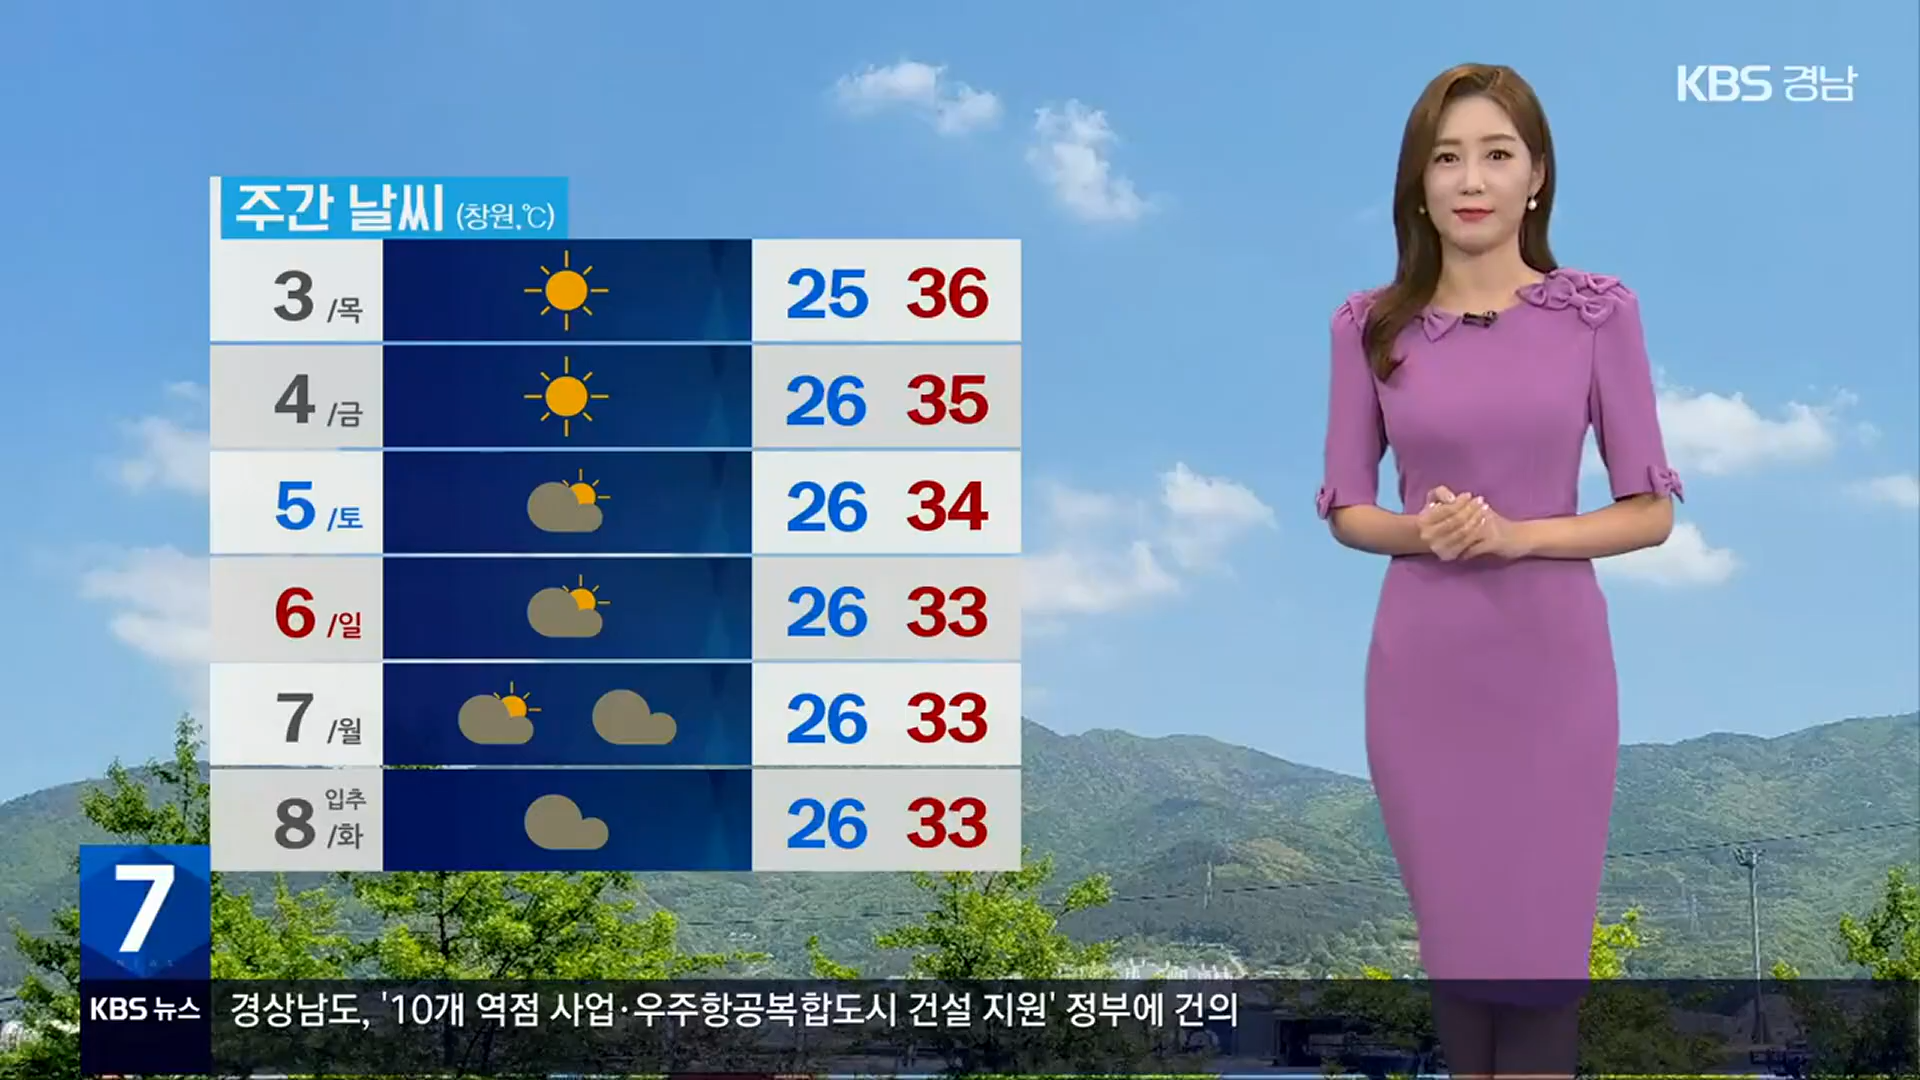 KBS 경남
주간 날씨 (창원,℃)
3 /목 25 36
4 /금 26 35
5 /토 26 34
6 /일 26 33
7 /월 26 33
8 입추 /화 26 33
7
KBS 뉴스
경상남도, '10개 역점 사업·우주항공복합도시 건설 지원' 정부에 건의